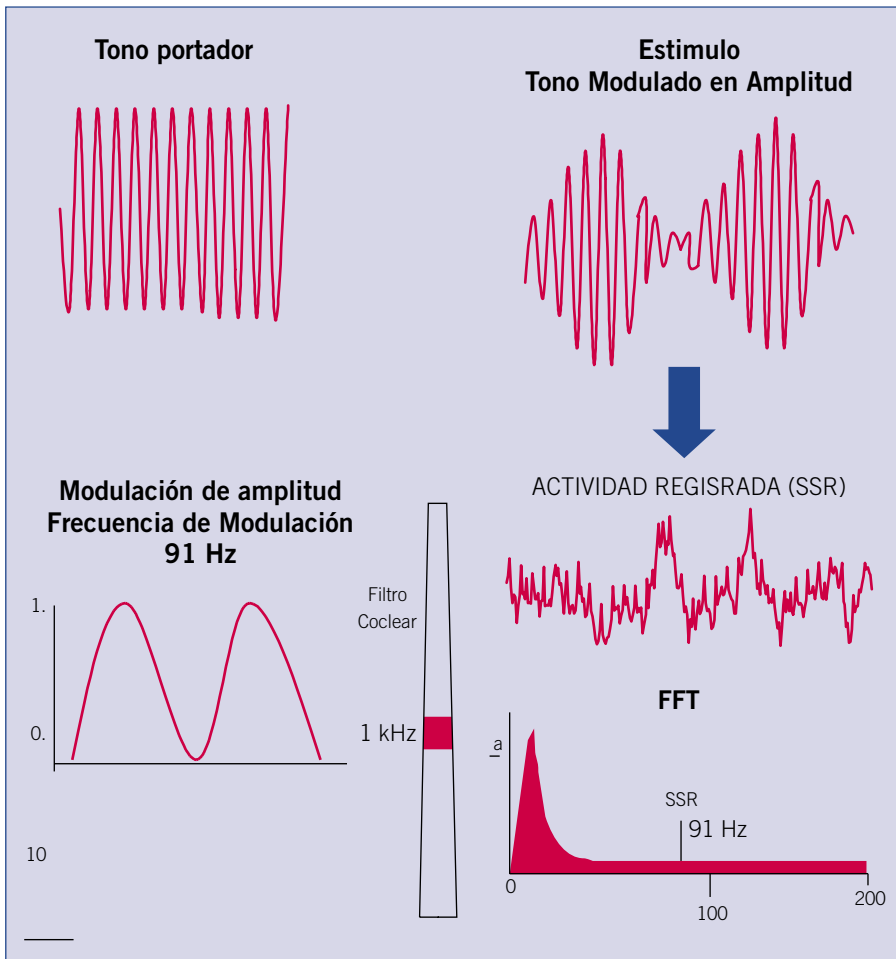 Tono portador
Estimulo
Tono Modulado en Amplitud
Modulación de amplitud
Frecuencia de Modulación
91 Hz
1.
0.
10
Filtro
Coclear
1 kHz
ACTIVIDAD REGISRADA (SSR)
FFT
a
SSR
91 Hz
0
100
200